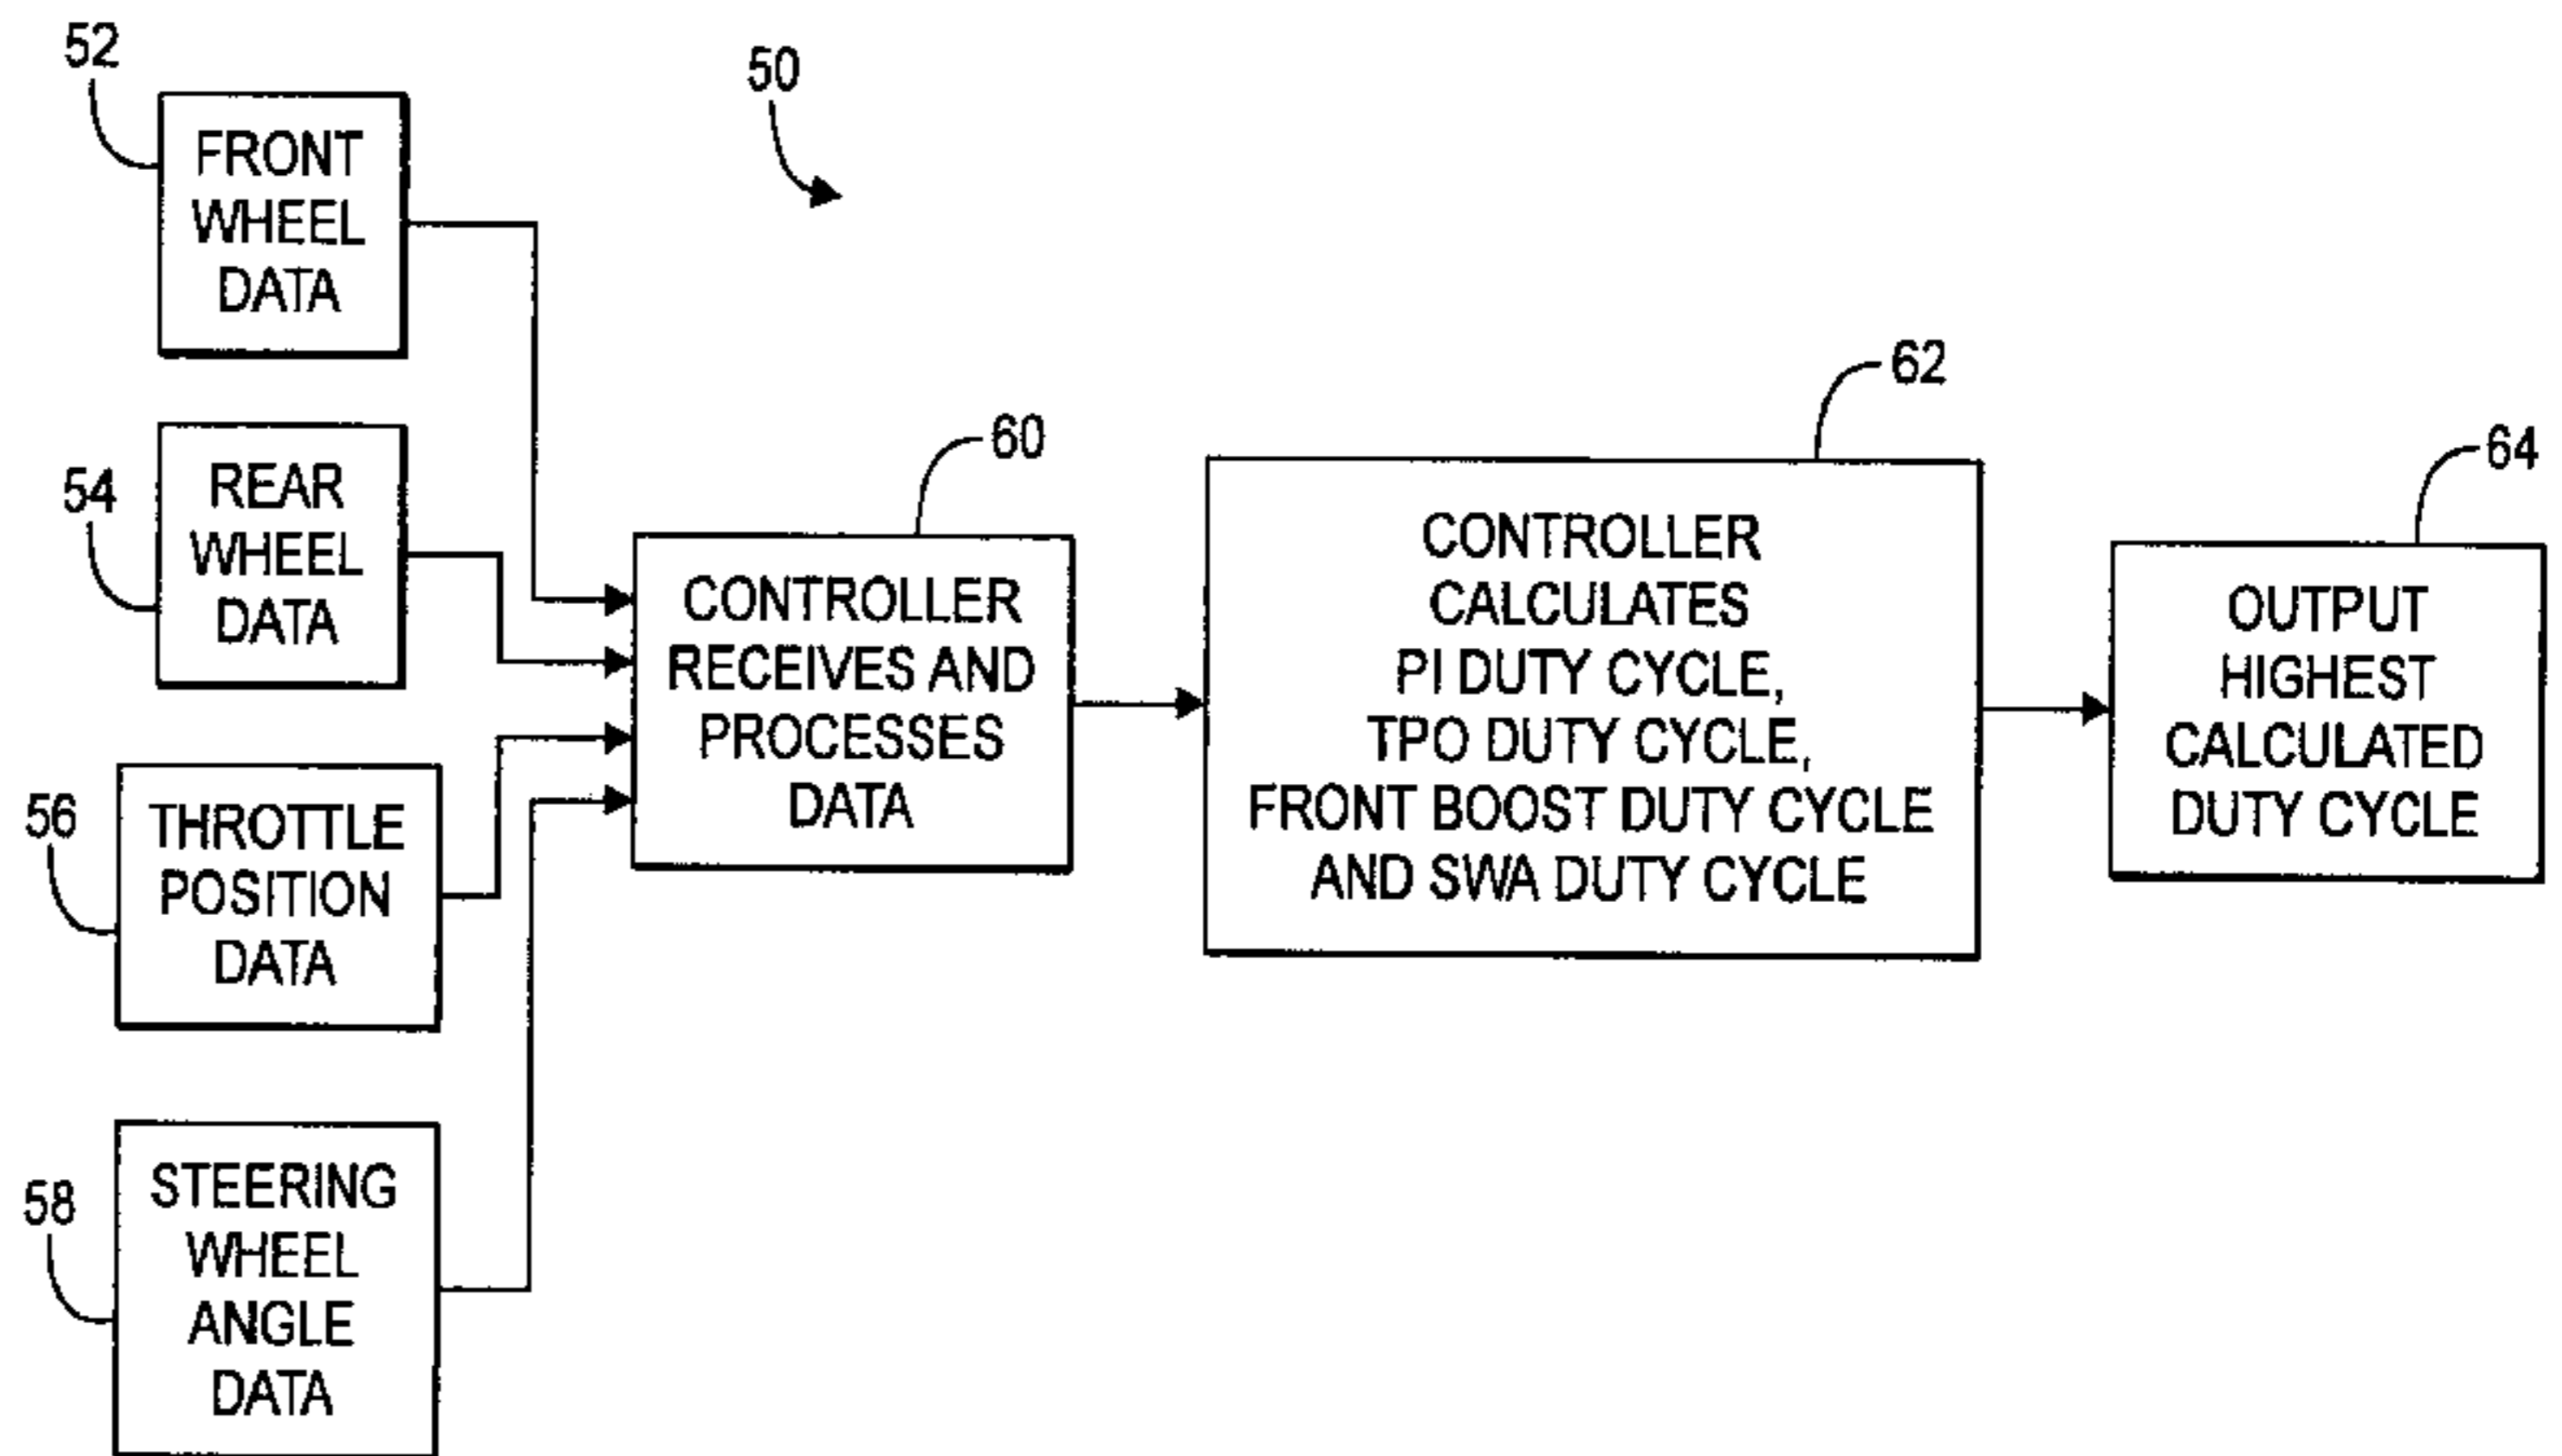 52
FRONT
WHEEL
DATA
50
54
REAR
WHEEL
DATA
56
THROTTLE
POSITION
DATA
58
STEERING
WHEEL
ANGLE
DATA
60
CONTROLLER
RECEIVES AND
PROCESSES
DATA
62
CONTROLLER
CALCULATES
PI DUTY CYCLE,
TPO DUTY CYCLE,
FRONT BOOST DUTY CYCLE
AND SWA DUTY CYCLE
64
OUTPUT
HIGHEST
CALCULATED
DUTY CYCLE